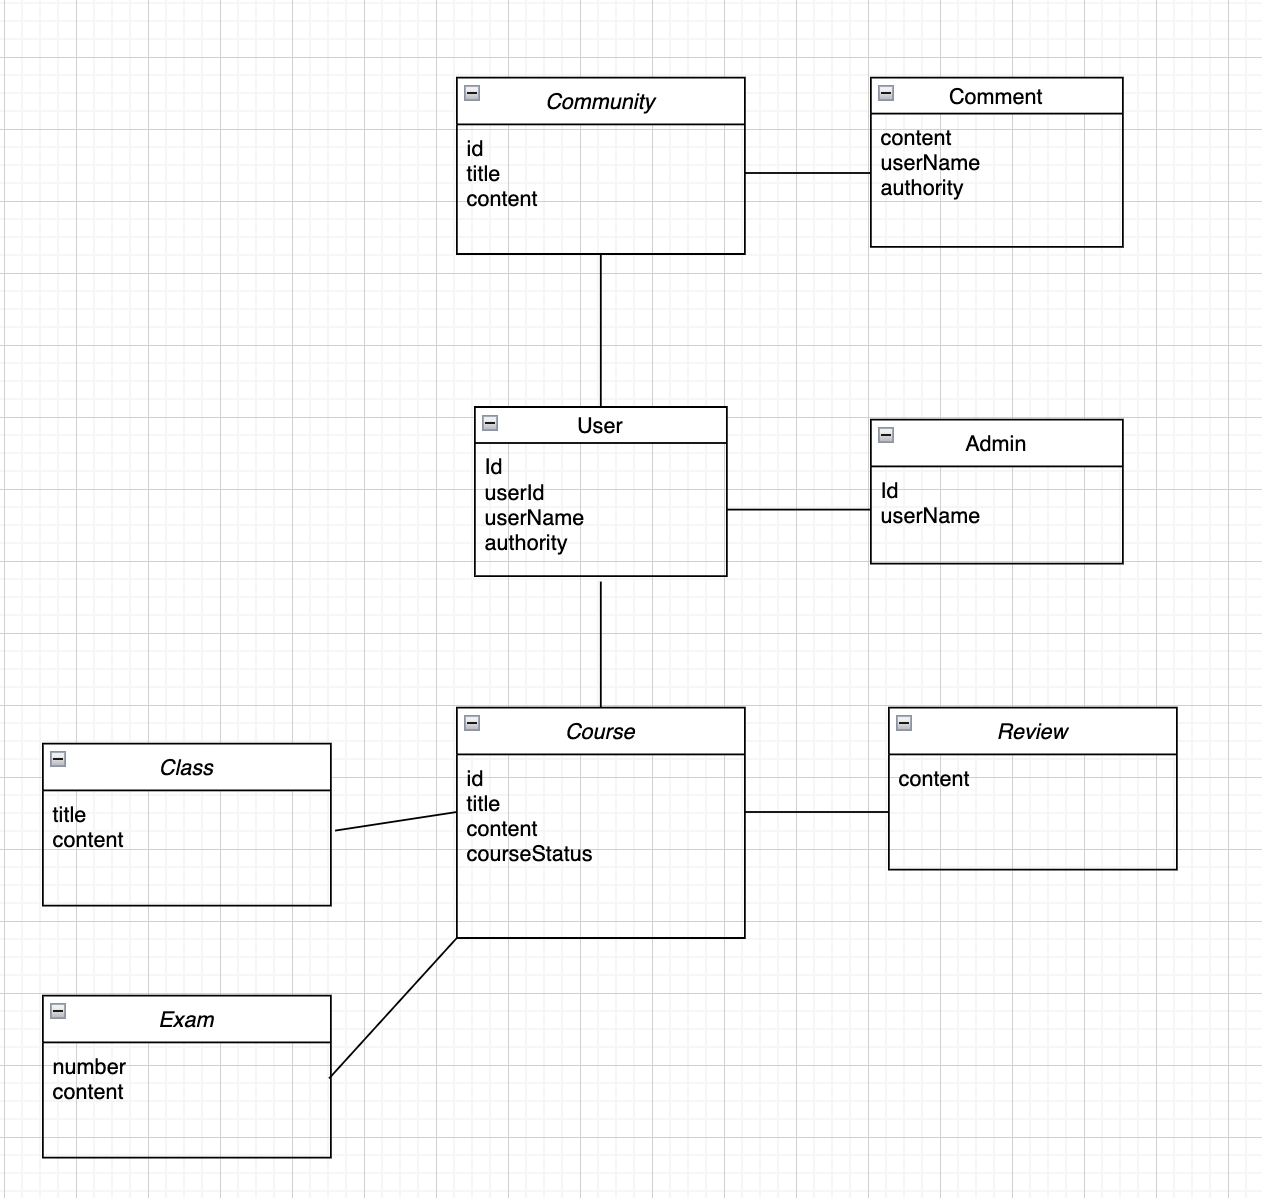 Community
id
title
content
Comment
content
userName
authority
User
Id
userId
userName
authority
Admin
Id
userName
Class
title
content
Course
id
title
content
courseStatus
Review
content
Exam
number
content